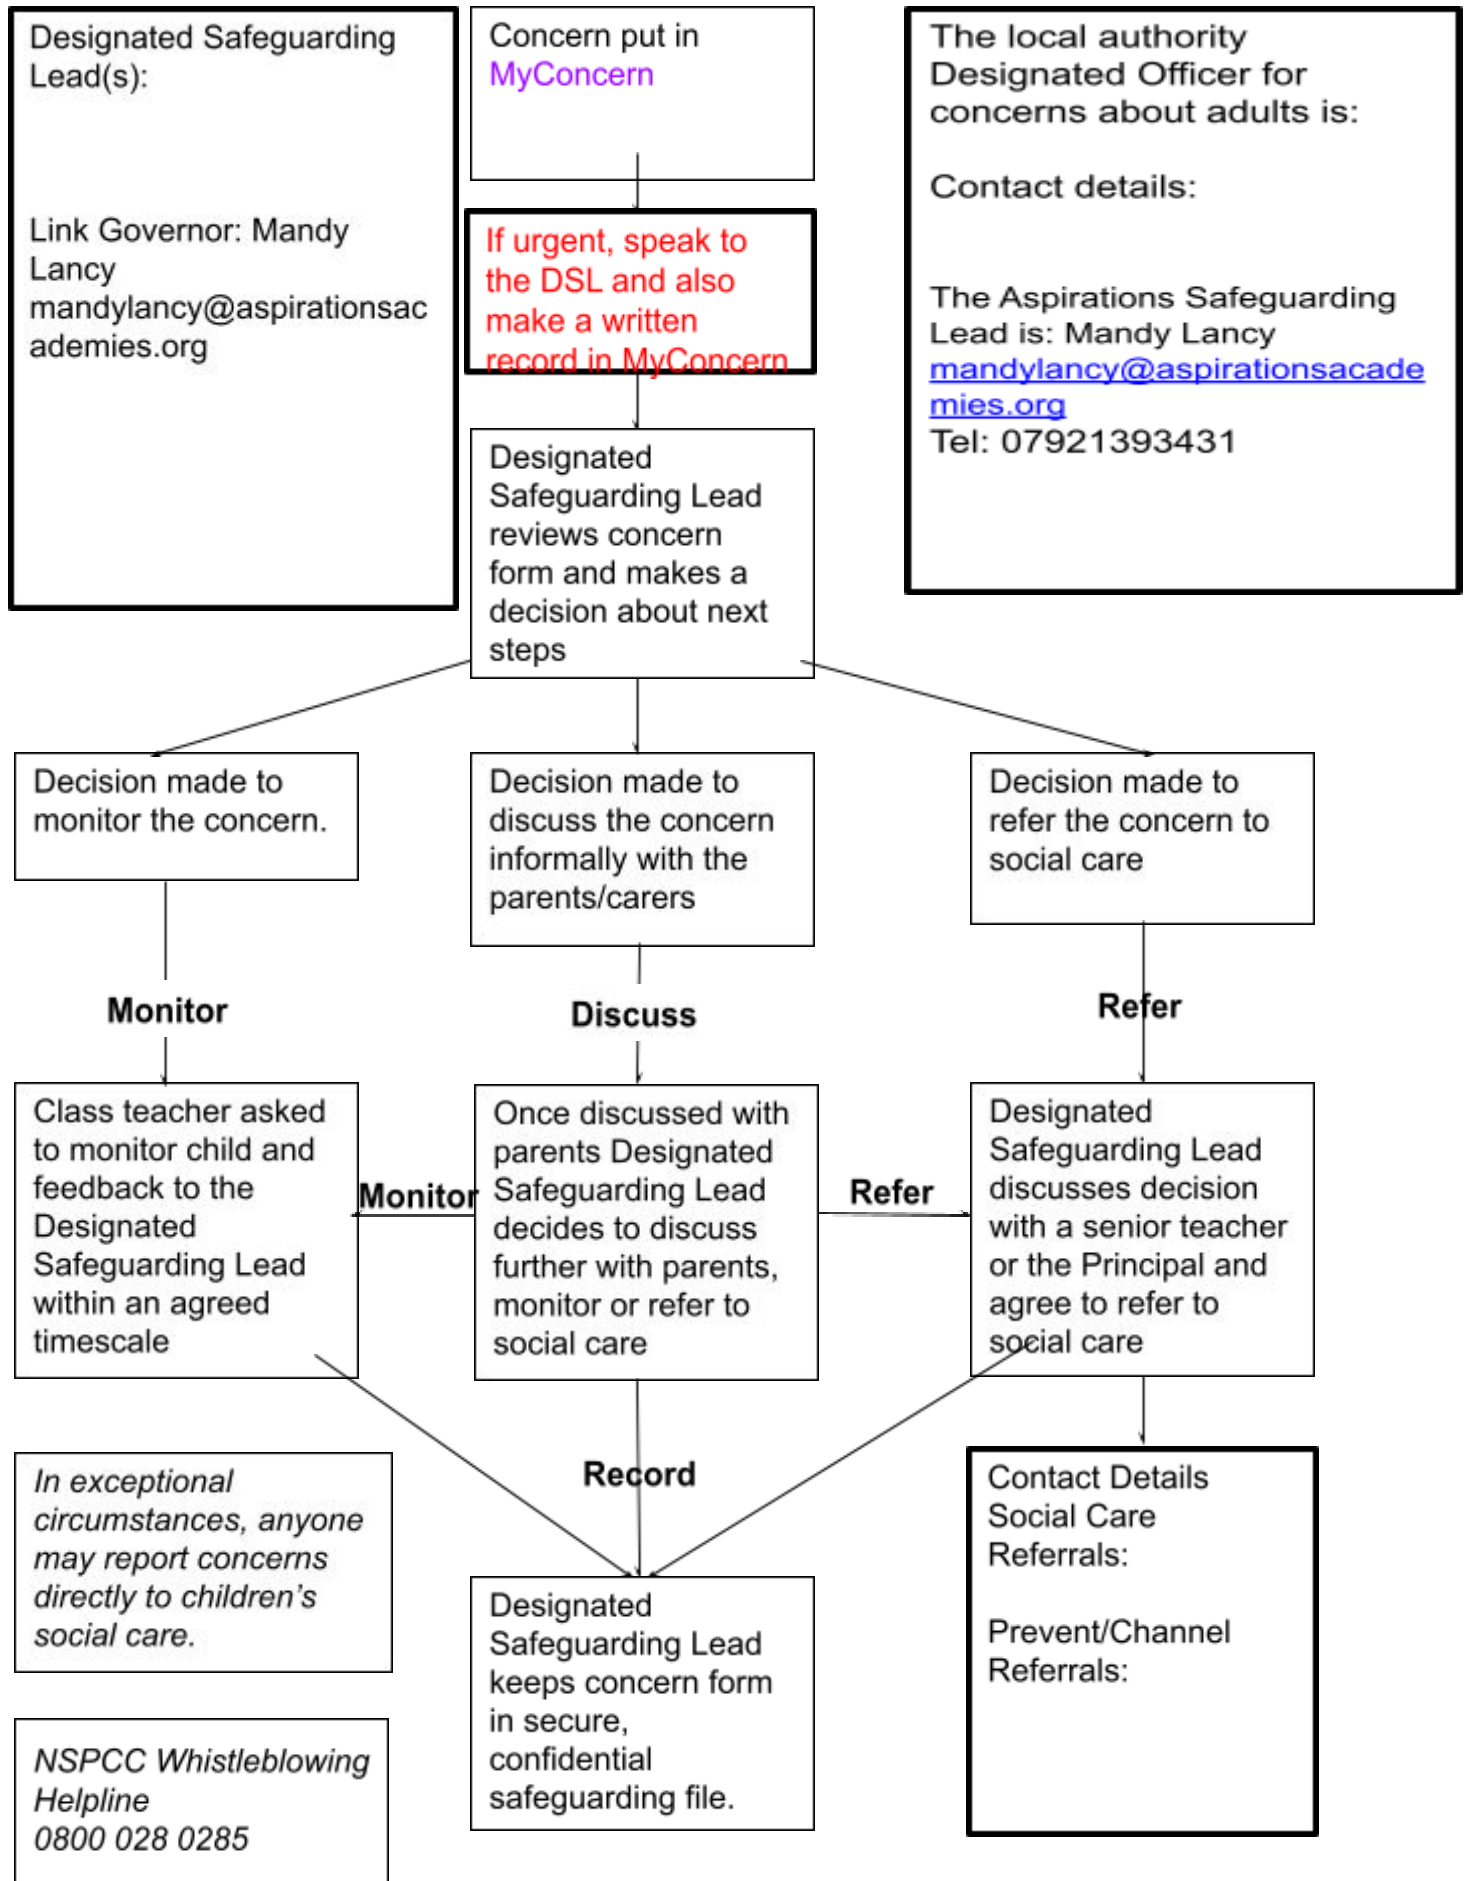 Designated Safeguarding
Lead(s):
Link Governor: Mandy
Lancy
mandylancy@aspirationsac
ademies.org
Concern put in
MyConcern
If urgent, speak to
the DSL and also
make a written
record in MyConcern
The local authority
Designated Officer for
concerns about adults is:
Contact details:
The Aspirations Safeguarding
Lead is: Mandy Lancy
mandylancy@aspirationsacade
mies.org
Tel: 07921393431
Designated
Safeguarding Lead
reviews concern
form and makes a
decision about next
steps
Decision made to
monitor the concern.
Decision made to
discuss the concern
informally with the
parents/carers
Decision made to
refer the concern to
social care
Monitor
Discuss
Refer
Class teacher asked
to monitor child and
feedback to the
Designated
Safeguarding Lead
within an agreed
timescale
Monitor
Once discussed with
parents Designated
Safeguarding Lead
decides to discuss
further with parents,
monitor or refer to
social care
Refer
Designated
Safeguarding Lead
discusses decision
with a senior teacher
or the Principal and
agree to refer to
social care
In exceptional
circumstances, anyone
may report concerns
directly to children's
social care.
Record
Contact Details
Social Care
Referrals:
Prevent/Channel
Referrals:
Designated
Safeguarding Lead
keeps concern form
in secure,
confidential
safeguarding file.
NSPCC Whistleblowing
Helpline
0800 028 0285